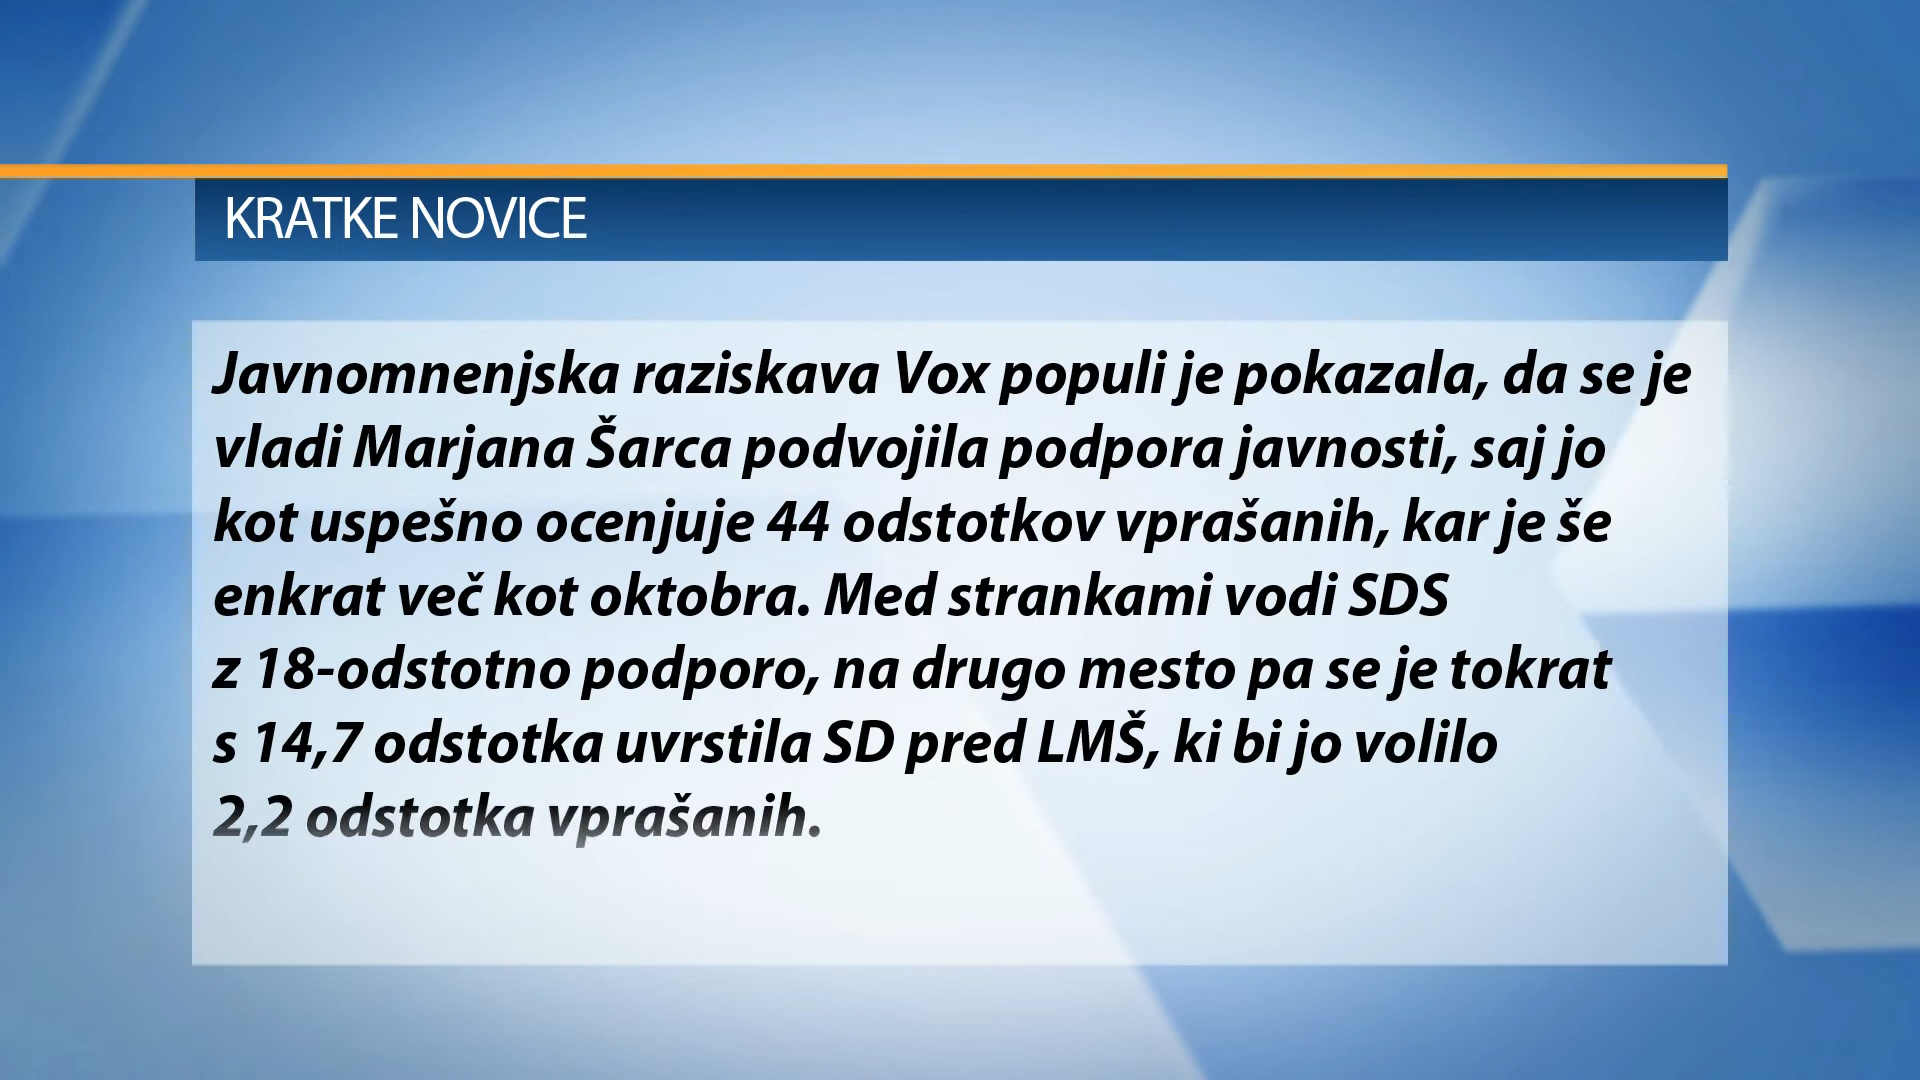 KRATKE NOVICE
Javnomnenjska raziskava Vox populi je pokazala, da se je
vladi Marjana Šarca podvojila podpora javnosti, saj jo
kot uspešno ocenjuje 44 odstotkov vprašanih, kar je še
enkrat več kot oktobra. Med strankami vodi SDS
z 18-odstotno podporo, na drugo mesto pa se je tokrat
s 14,7 odstotka uvrstila SD pred LMŠ, ki bi jo volilo
2,2 odstotka vprašanih.